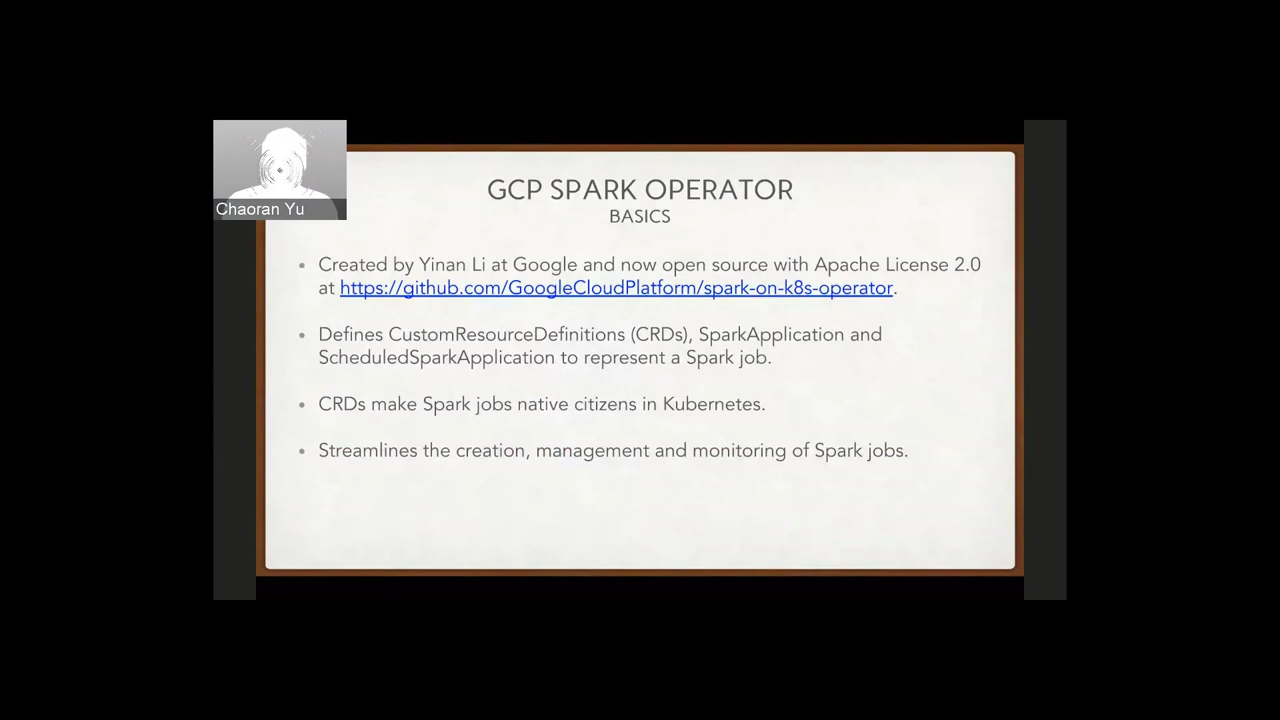 Chaoran Yu
GCP SPARK OPERATOR
BASICS
• Created by Yinan Li at Google and now open source with Apache License 2.0
at https://github.com/GoogleCloudPlatform/spark-on-k8s-operator.
• Defines CustomResourceDefinitions (CRDs), SparkApplication and
ScheduledSparkApplication to represent a Spark job.
• CRDs make Spark jobs native citizens in Kubernetes.
• Streamlines the creation, management and monitoring of Spark jobs.